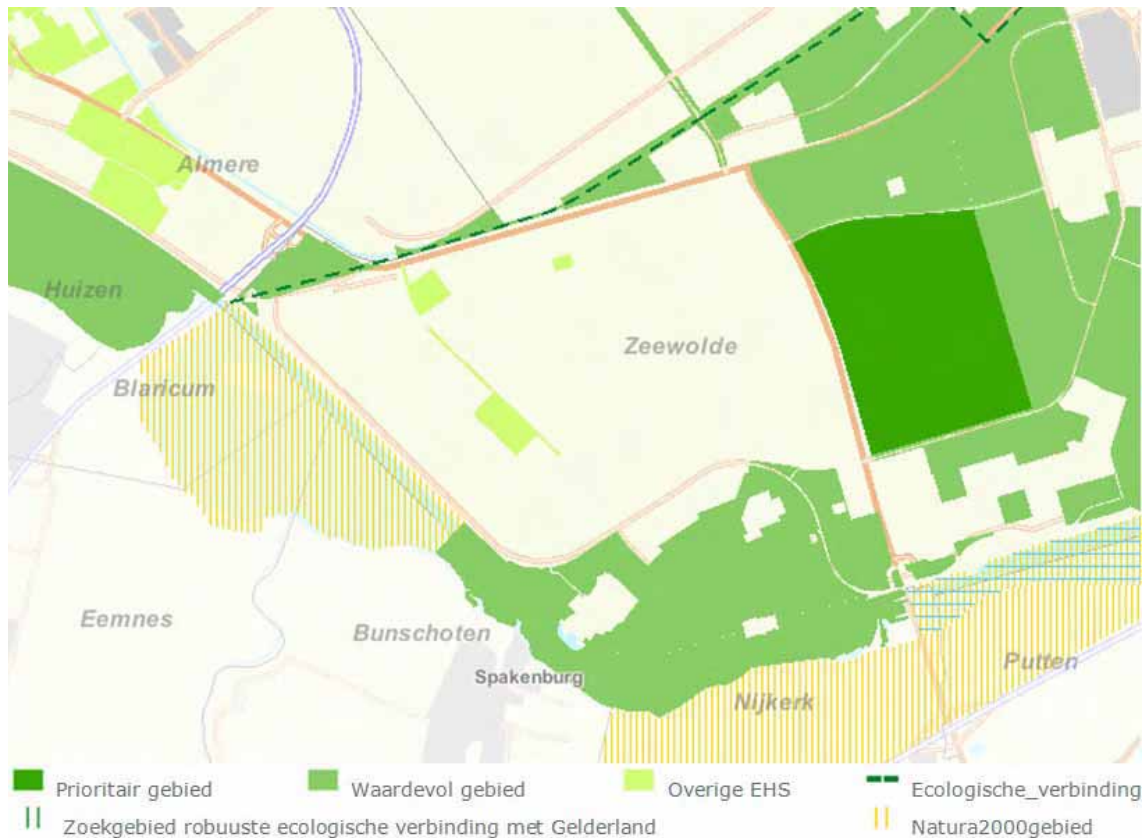 Almere
Huizen
Zeewolde
Blaricum
Eemnes
Bunschoten
Spakenburg
Putten
Nijkerk
Prioritair gebied Waardevol gebied Overige EHS Ecologische_verbinding
Zoekgebied robuuste ecologische verbinding met Gelderland Natura2000gebied